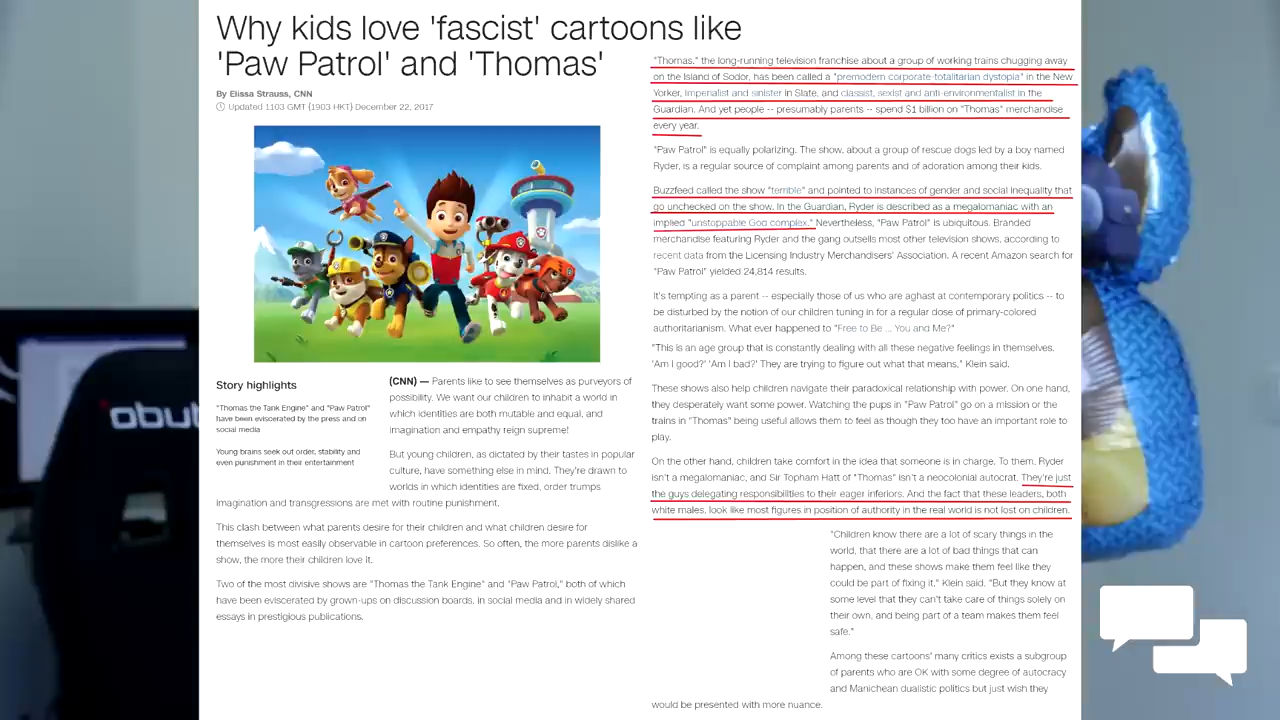 Why kids love 'fascist' cartoons like
'Paw Patrol' and 'Thomas'
By Elissa Strauss, CNN
Updated 1103 GMT (1903 HKT) December 22, 2017
Story highlights
"Thomas the Tank Engine" and "Paw Patrol"
have been eviscerated by the press and on
social media
Young brains seek out order, stability and
even punishment in their entertainment
(CNN) — Parents like to see themselves as purveyors of
possibility. We want our children to inhabit a world in
which identities are both mutable and equal, and
imagination and empathy reign supreme!
But young children, as dictated by their tastes in popular
culture, have something else in mind. They're drawn to
worlds in which identities are fixed, order trumps
imagination and transgressions are met with routine punishment.
This clash between what parents desire for their children and what children desire for
themselves is most easily observable in cartoon preferences. So often, the more parents dislike a
show, the more their children love it.
Two of the most divisive shows are "Thomas the Tank Engine" and "Paw Patrol," both of which
have been eviscerated by grown-ups on discussion boards, in social media and in widely shared
essays in prestigious publications.
"Thomas," the long-running television franchise about a group of working trains chugging away
on the Island of Sodor, has been called a "premodern corporate-totalitarian dystopia" in the New
Yorker, imperialist and sinister in Slate, and classist, sexist and anti-environmentalist in the
Guardian. And yet people -- presumably parents -- spend $1 billion on "Thomas" merchandise
every year.
"Paw Patrol" is equally polarizing. The show, about a group of rescue dogs led by a boy named
Ryder, is a regular source of complaint among parents and of adoration among their kids.
Buzzfeed called the show "terrible" and pointed to instances of gender and social inequality that
go unchecked on the show. In the Guardian, Ryder is described as a megalomaniac with an
implied "unstoppable God complex." Nevertheless, "Paw Patrol" is ubiquitous. Branded
merchandise featuring Ryder and the gang outsells most other television shows, according to
recent data from the Licensing Industry Merchandisers' Association. A recent Amazon search for
"Paw Patrol" yielded 24,814 results.
It's tempting as a parent -- especially those of us who are aghast at contemporary politics -- to
be disturbed by the notion of our children tuning in for a regular dose of primary-colored
authoritarianism. What ever happened to "Free to Be ... You and Me?"
"This is an age group that is constantly dealing with all these negative feelings in themselves.
'Am I good?' 'Am I bad?' They are trying to figure out what that means," Klein said.
These shows also help children navigate their paradoxical relationship with power. On one hand,
they desperately want some power. Watching the pups in "Paw Patrol" go on a mission or the
trains in "Thomas" being useful allows them to feel as though they too have an important role to
play.
On the other hand, children take comfort in the idea that someone is in charge. To them, Ryder
isn't a megalomaniac, and Sir Topham Hatt of "Thomas" isn't a neocolonial autocrat. They're just
the guys delegating responsibilities to their eager inferiors. And the fact that these leaders, both
white males, look like most figures in position of authority in the real world is not lost on children.
"Children know there are a lot of scary things in the
world, that there are a lot of bad things that can
happen, and these shows make them feel like they
could be part of fixing it," Klein said. "But they know at
some level that they can't take care of things solely on
their own, and being part of a team makes them feel
safe."
Among these cartoons' many critics exists a subgroup
of parents who are OK with some degree of autocracy
and Manichean dualistic politics but just wish they
would be presented with more nuance.